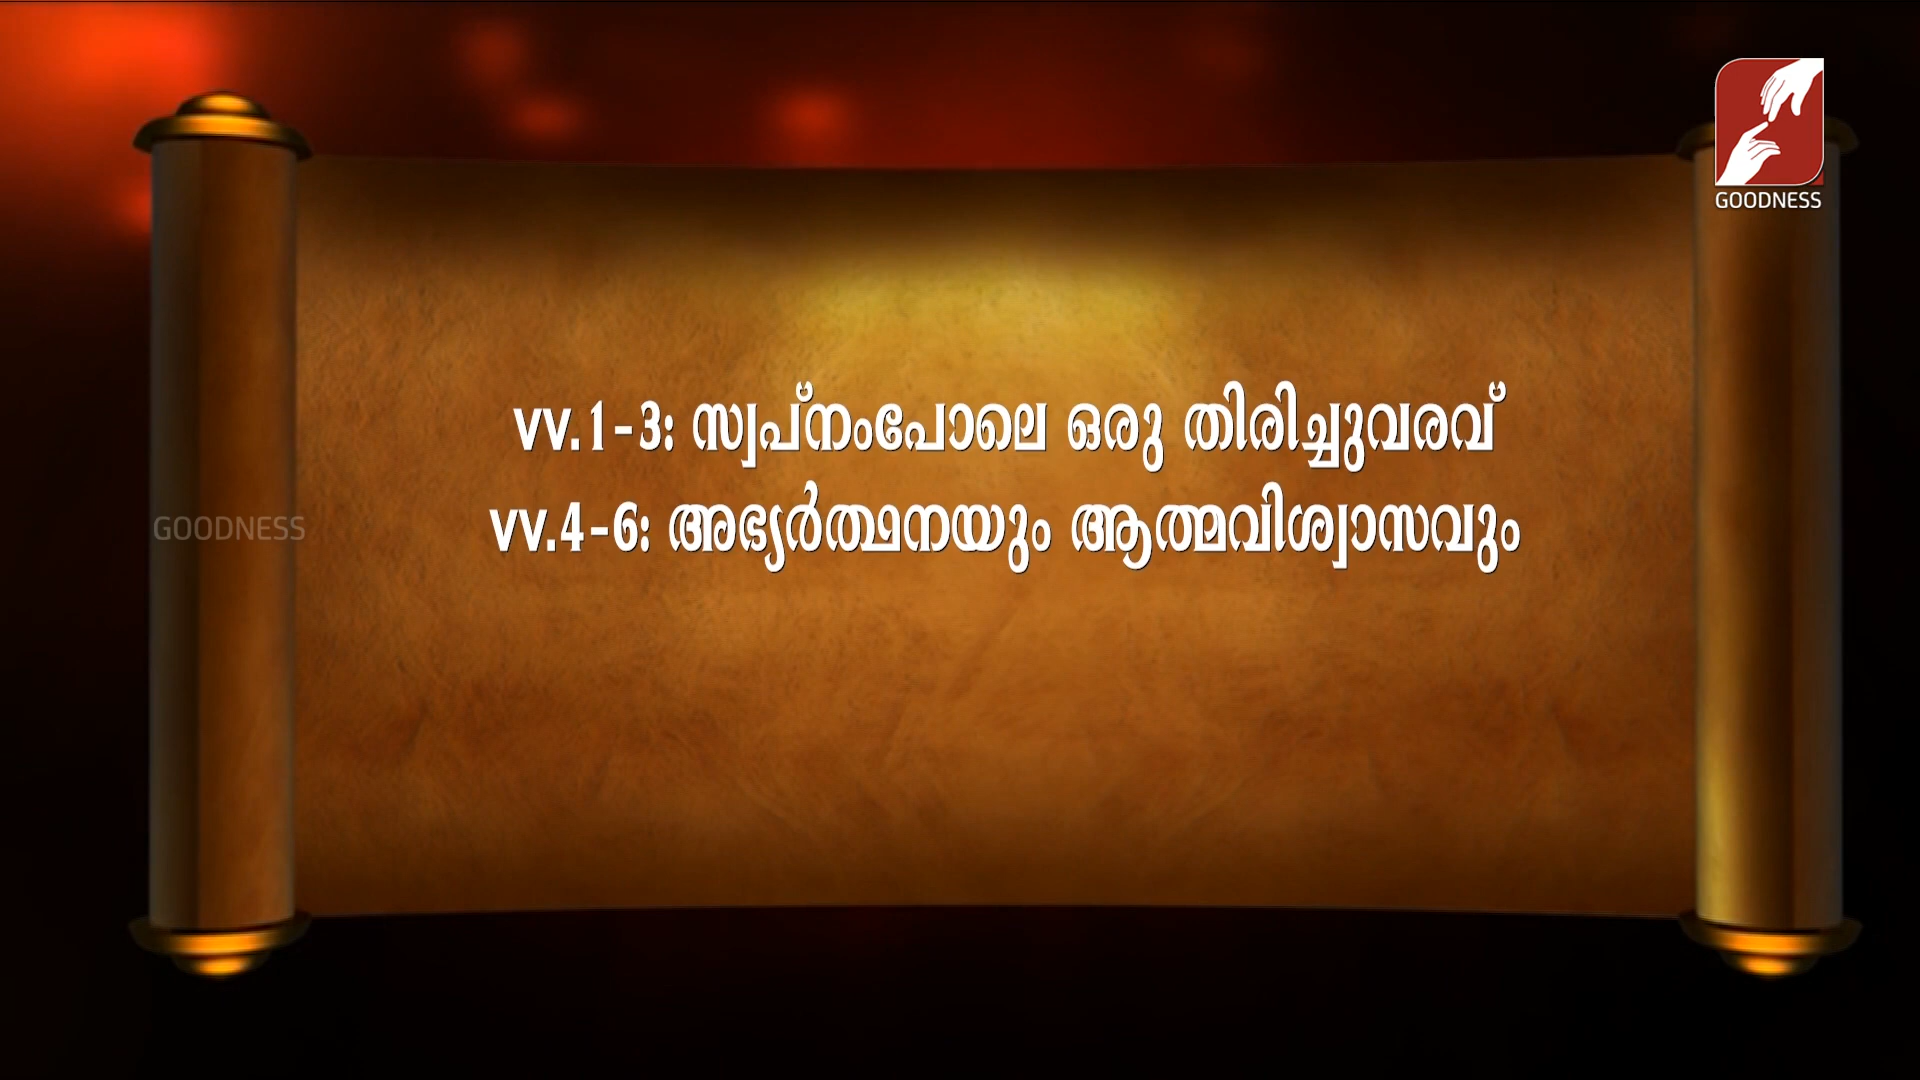 GOODNESS
vv.1-3: സ്വപ്നംപോലെ ഒരു തിരിച്ചുവരവ്
vv.4-6: അഭ്യർത്ഥനയും ആത്മവിശ്വാസവും
GOODNESS